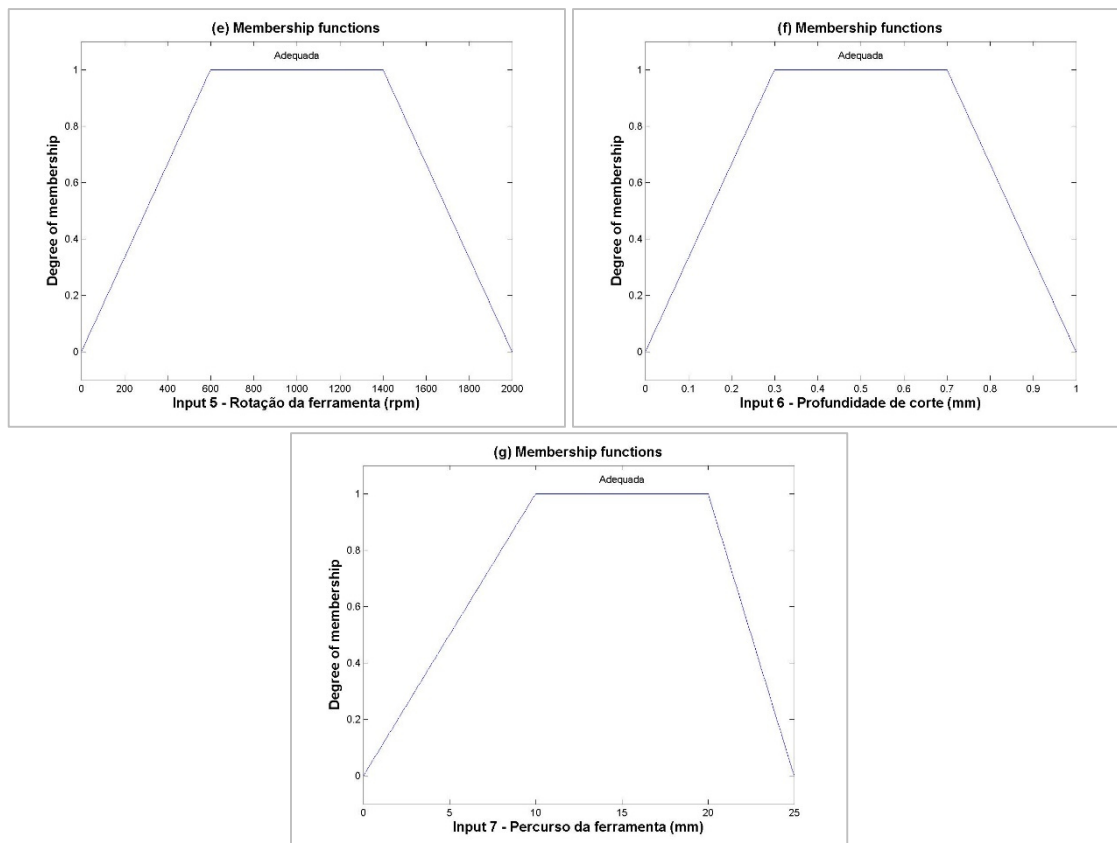 (e) Membership functions
Adequada
Degree of membership
1
0.8
0.6
0.4
0.2
0
0 200 400 600 800 1000 1200 1400 1600 1800 2000
Input 5 - Rotação da ferramenta (rpm)
(f) Membership functions
Adequada
Degree of membership
1
0.8
0.6
0.4
0.2
0
0 0.1 0.2 0.3 0.4 0.5 0.6 0.7 0.8 0.9 1
Input 6 - Profundidade de corte (mm)
(g) Membership functions
Adequada
Degree of membership
1
0.8
0.6
0.4
0.2
0
0 5 10 15 20 25
Input 7 - Percurso da ferramenta (mm)